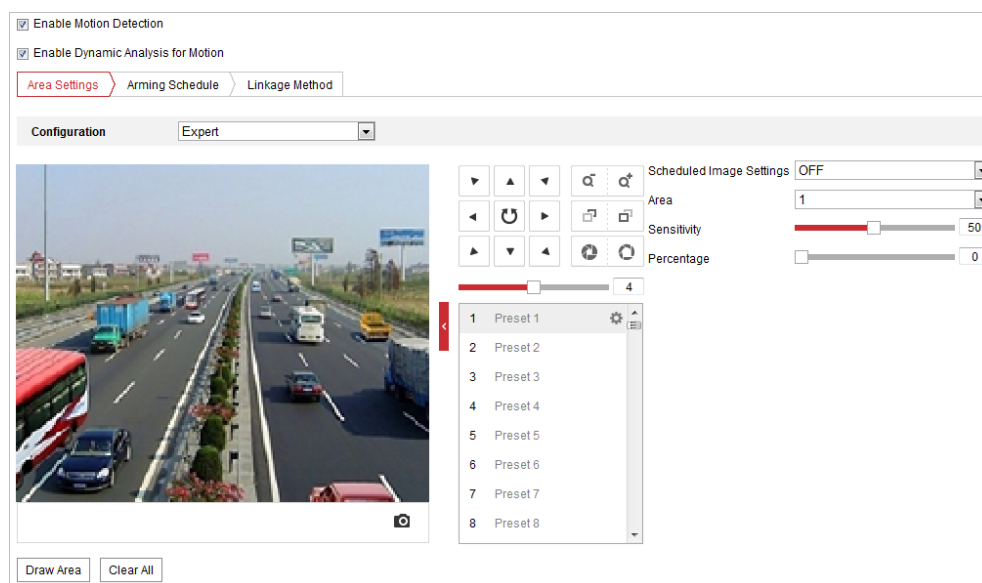 Enable Motion Detection
Enable Dynamic Analysis for Motion
Area Settings Arming Schedule Linkage Method
Configuration Expert
Scheduled Image Settings OFF
Area 1
Sensitivity 50
Percentage 0
4
1 Preset 1
2 Preset 2
3 Preset 3
4 Preset 4
5 Preset 5
6 Preset 6
7 Preset 7
8 Preset 8
Draw Area Clear All